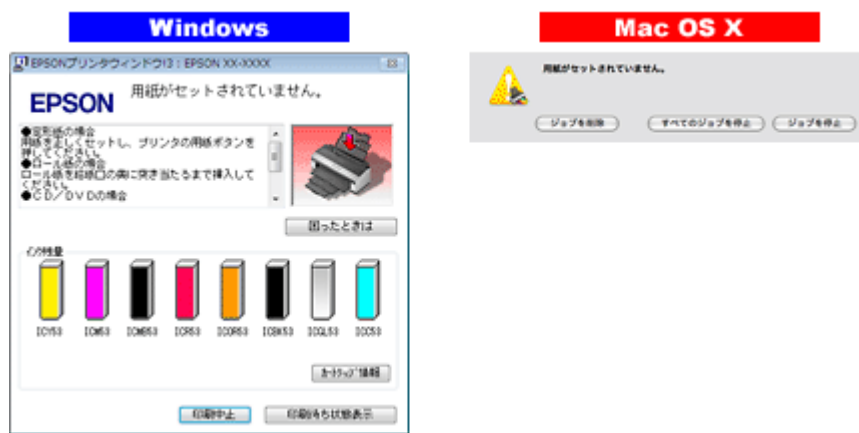 Windows
EPSONプリンタウィンドウ!3 : EPSON XX-XXXX
EPSON
用紙がセットされていません。
●定形紙の場合
用紙を正しくセットし、プリンタの用紙ボタンを
押してください。
●ロール紙の場合
ロール紙を給紙口の奥に突き当たるまで挿入して
ください。
●CD/DVDの場合
困ったときは
インク残量
ICY53
ICM53
ICMB53
ICR53
ICOR53
ICBK53
ICGL53
ICC53
カートリッジ情報
印刷中止
印刷待ち状態表示
Mac OS X
用紙がセットされていません。
ジョブを削除
すべてのジョブを停止
ジョブを停止